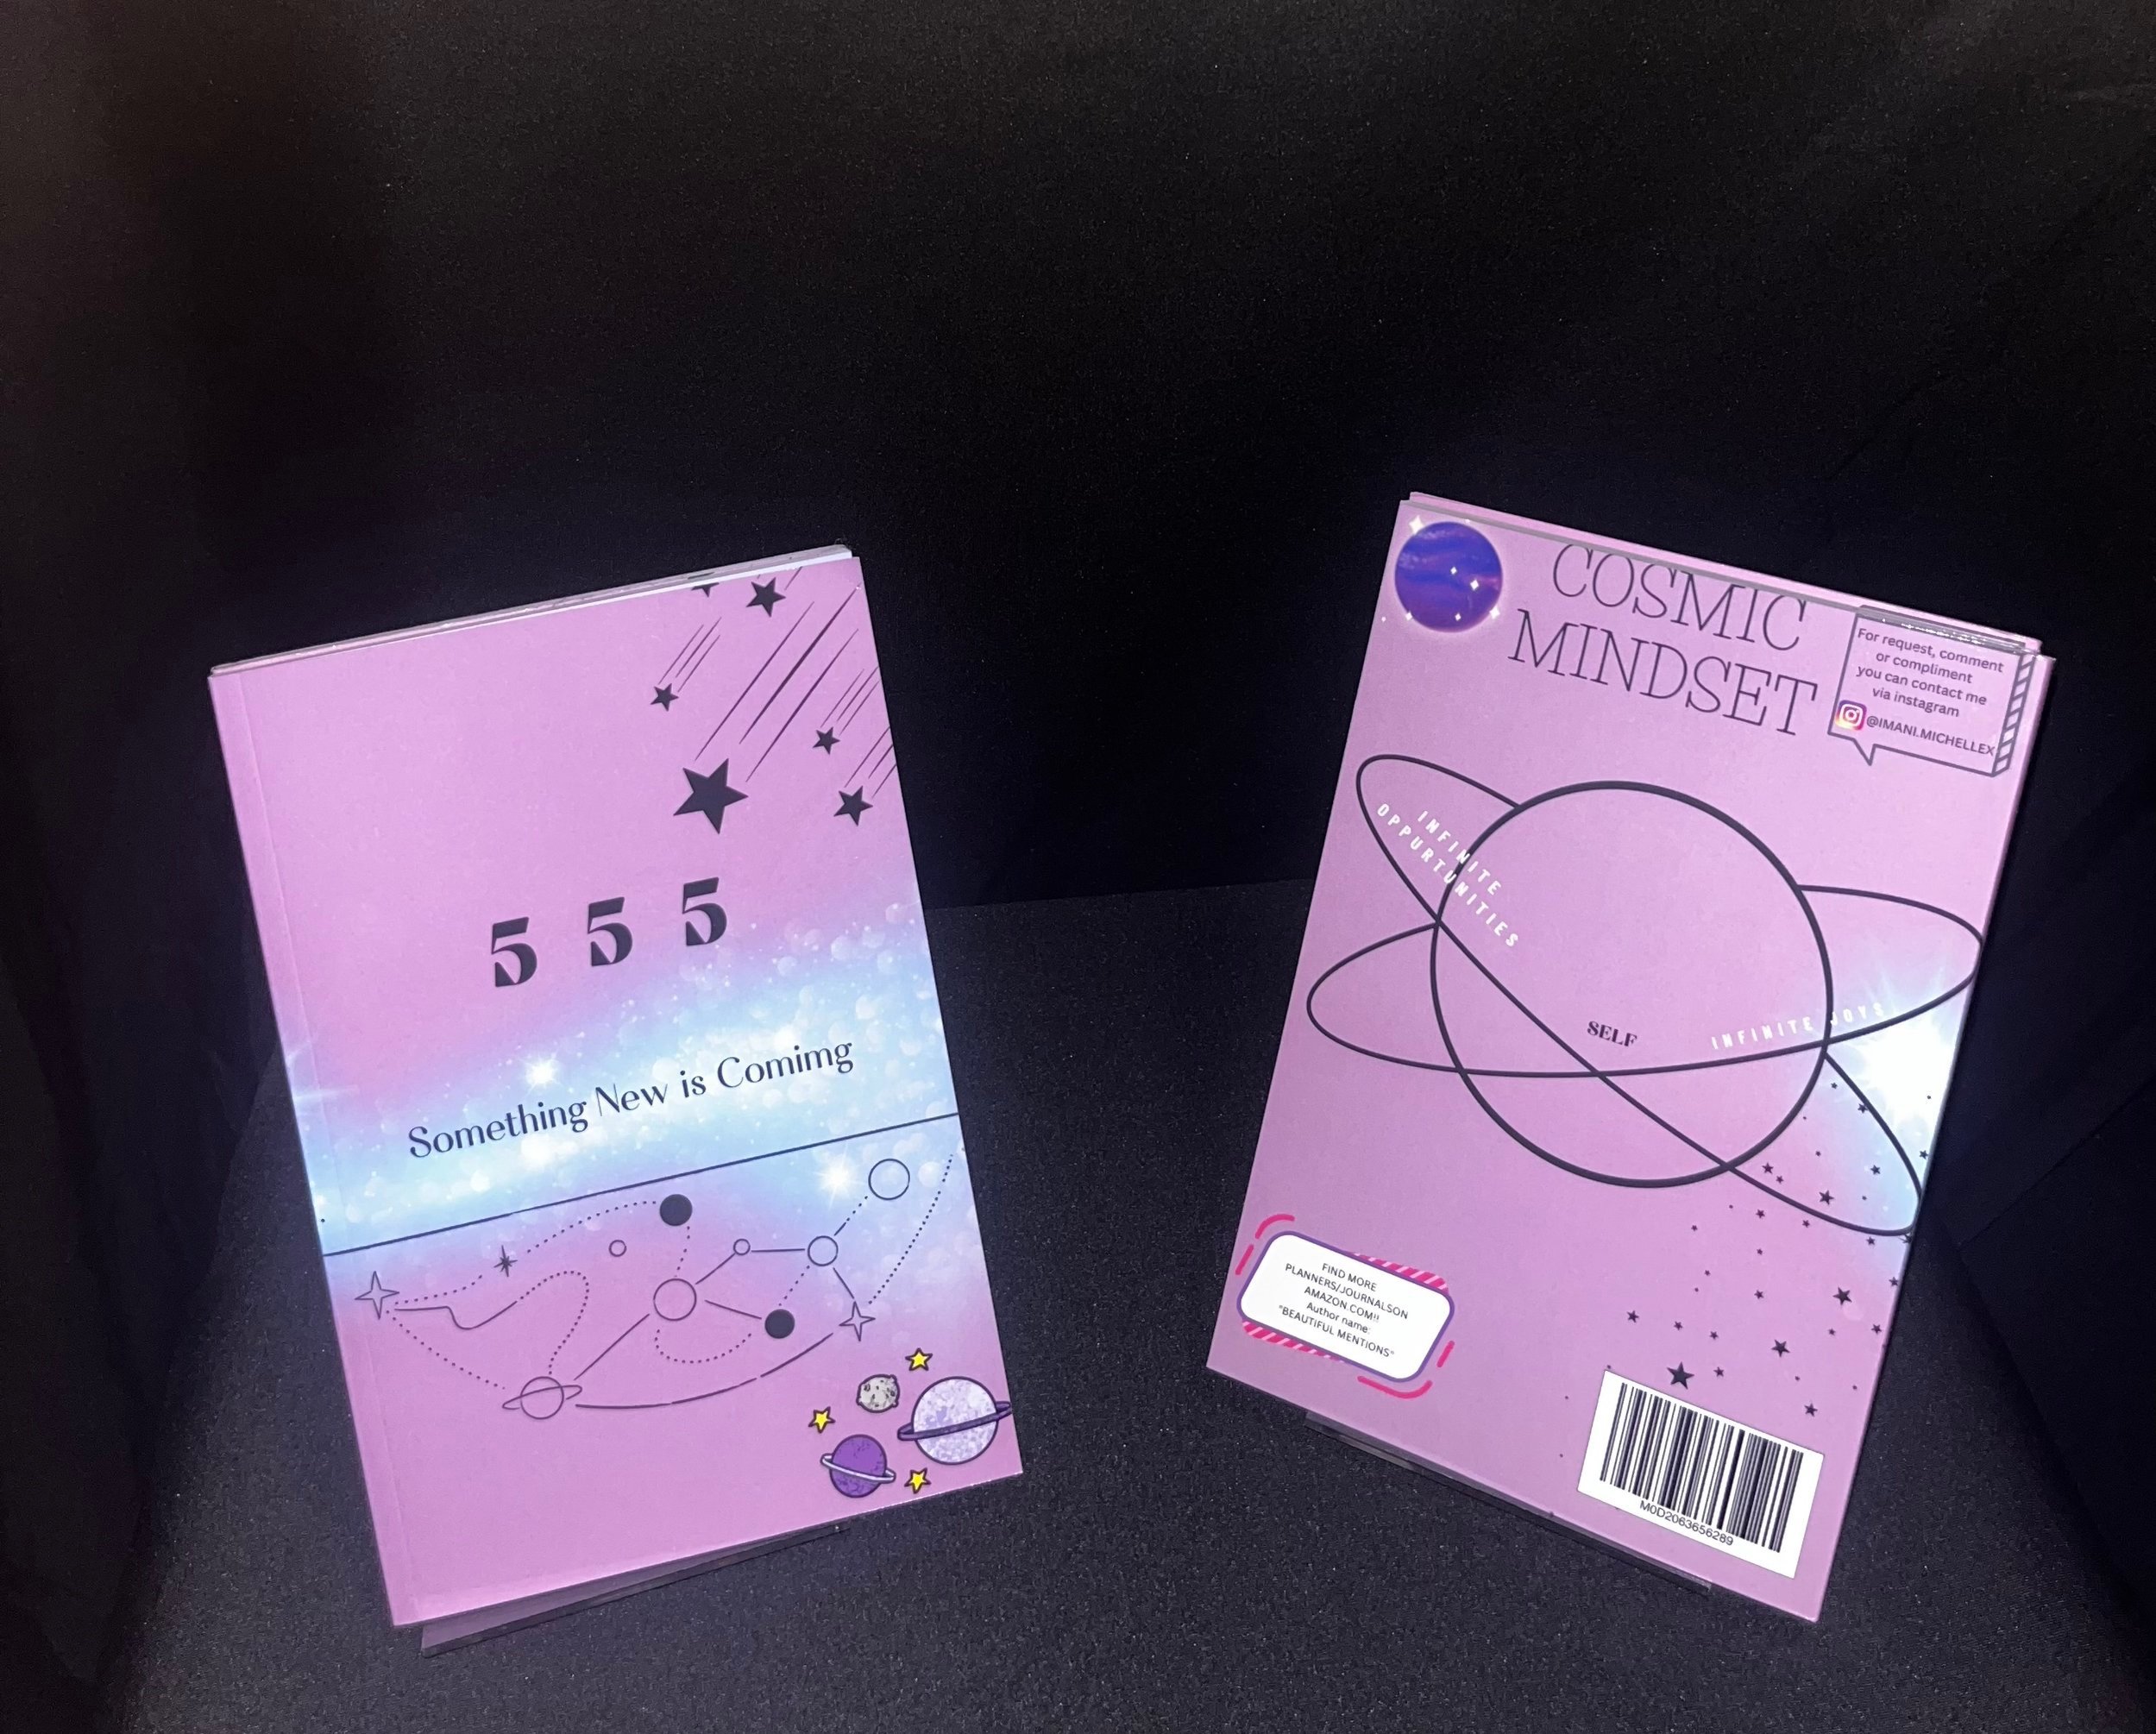 5 5 5
Something New is Comimg
COSMIC
MINDSET
For request, comment
or compliment
you can contact me
via instagram
@IMANI.MICHELLEX
INFINITE
OPPURTUNITIES
SELF
INFINITE JOYS
FIND MORE
PLANNERS/JOURNALSON
AMAZON.COM!!
Author name:
"BEAUTIFUL MENTIONS"
M0D2063656289